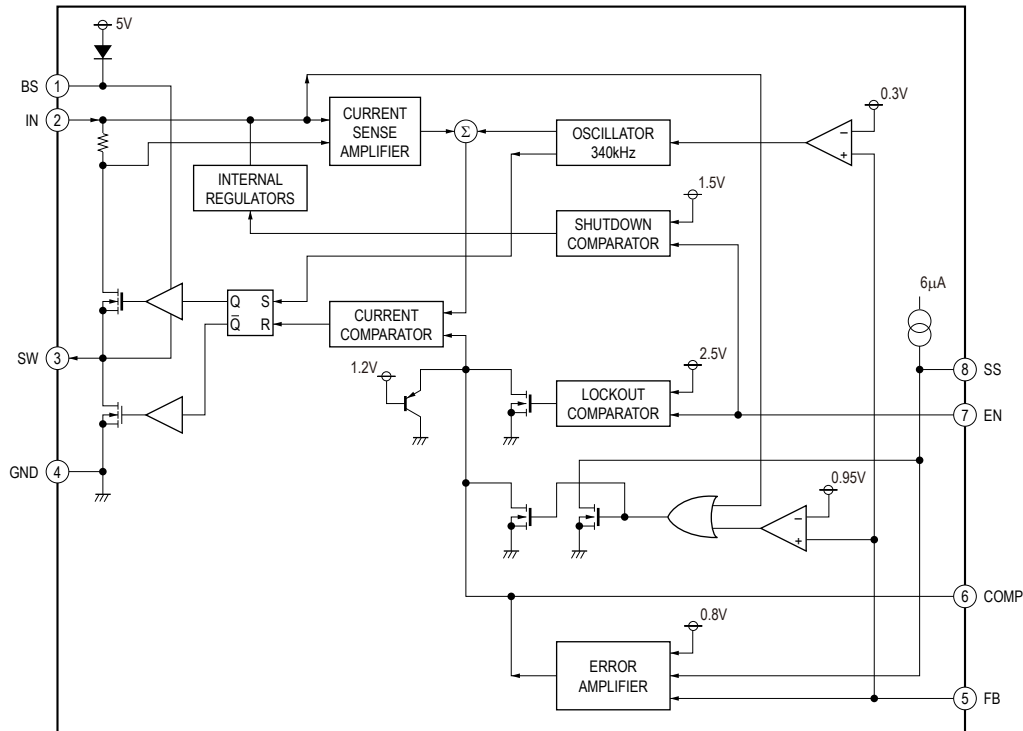 5V
BS 1
IN 2
CURRENT
SENSE
AMPLIFIER
Σ
OSCILLATOR
340kHz
0.3V
−
+
INTERNAL
REGULATORS
1.5V
SHUTDOWN
COMPARATOR
6μA
Q S
Q̅ R
CURRENT
COMPARATOR
SW 3
1.2V
2.5V
8 SS
LOCKOUT
COMPARATOR
7 EN
GND 4
0.95V
−
+
6 COMP
0.8V
ERROR
AMPLIFIER
5 FB